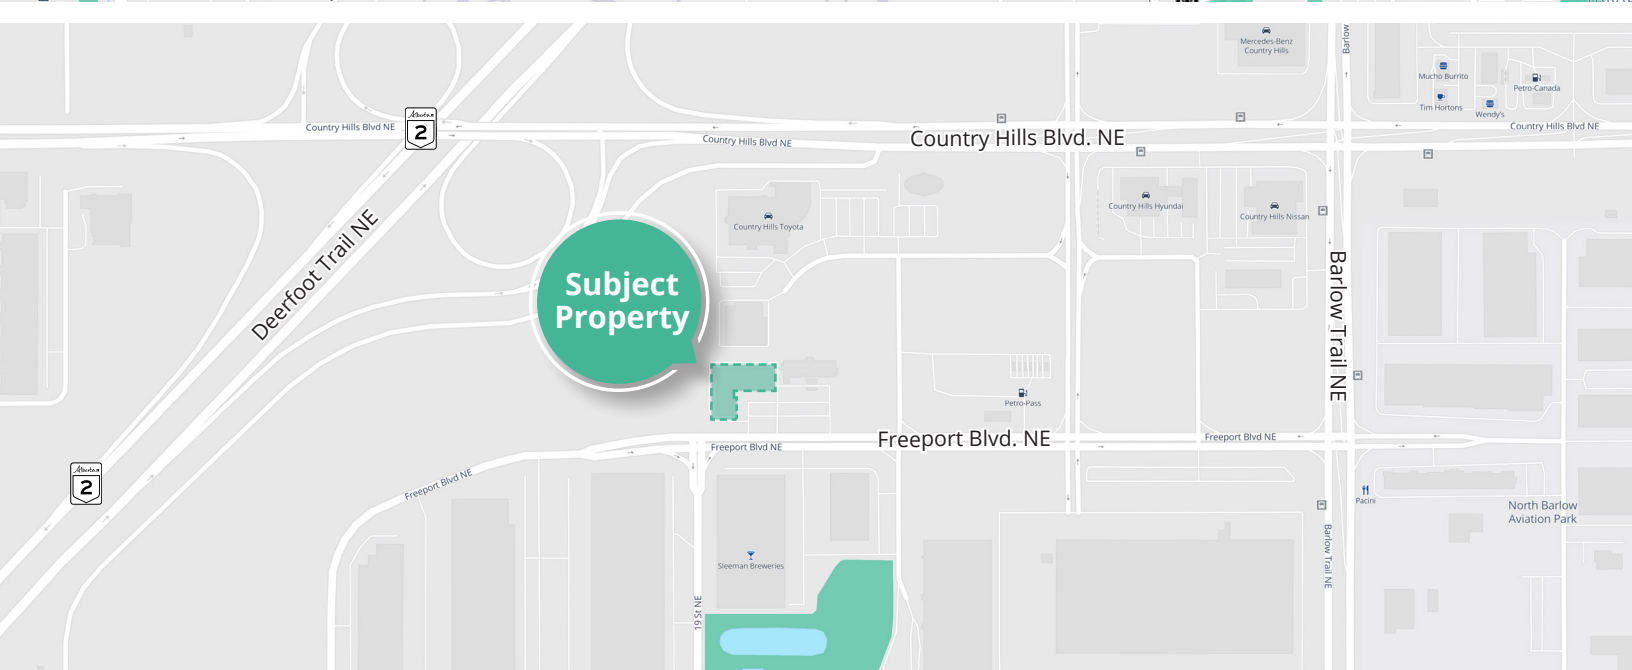 Mercedes-Benz
Country Hills
Barlow
Mucho Burrito
Petro-Canada
Tim Hortons
Wendy's
Alberta
2
Country Hills Blvd NE
Country Hills Blvd NE
Country Hills Blvd. NE
Country Hills Blvd NE
Country Hills Hyundai
Country Hills Nissan
Country Hills Toyota
Deerfoot Trail NE
Subject
Property
Barlow Trail NE
Petro-Pass
Freeport Blvd NE
Freeport Blvd. NE
Freeport Blvd NE
Alberta
2
Freeport Blvd NE
Pacini
North Barlow
Aviation Park
Sleeman Breweries
Barlow Trail NE
19 St NE